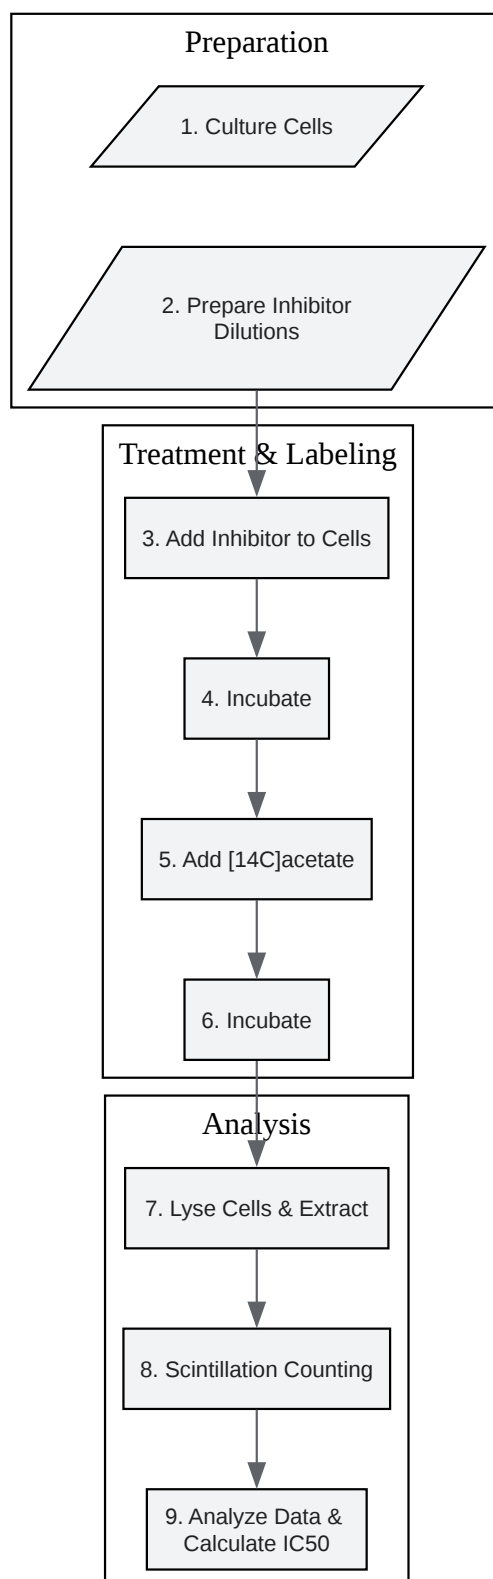 Preparation
1. Culture Cells
2. Prepare Inhibitor
Dilutions
Treatment & Labeling
3. Add Inhibitor to Cells
4. Incubate
5. Add [14C]acetate
6. Incubate
Analysis
7. Lyse Cells & Extract
8. Scintillation Counting
9. Analyze Data &
Calculate IC50